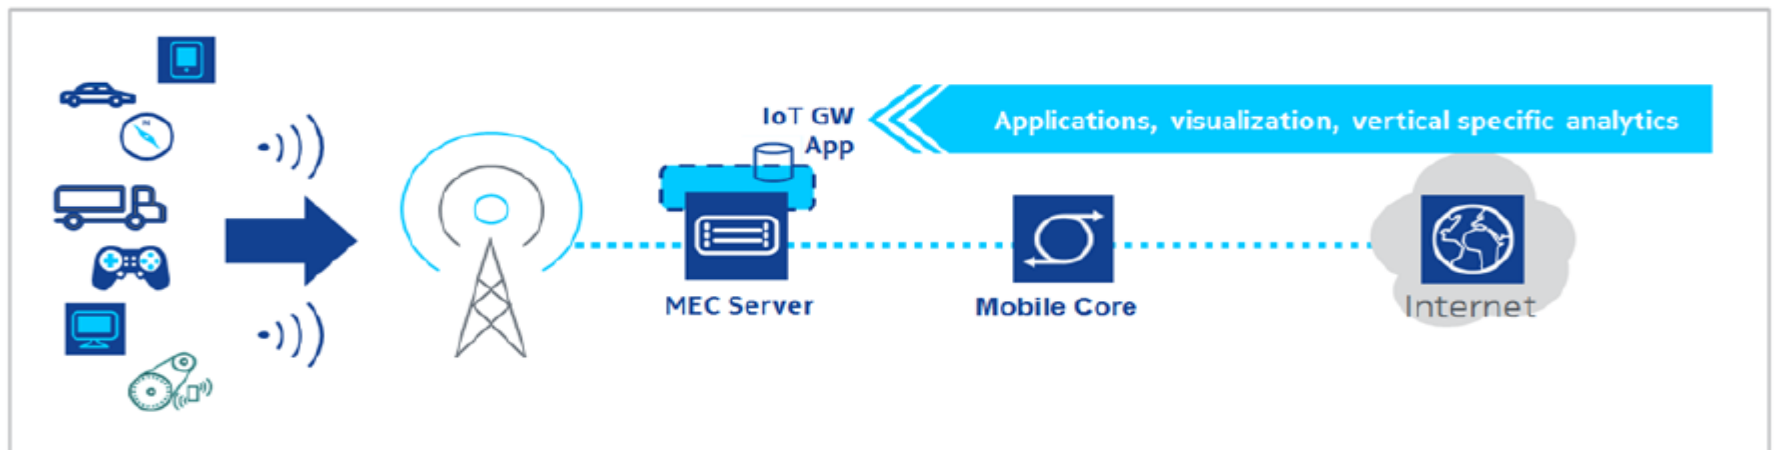 IoT GW
App
Applications, visualization, vertical specific analytics
N
MEC Server
Mobile Core
Internet